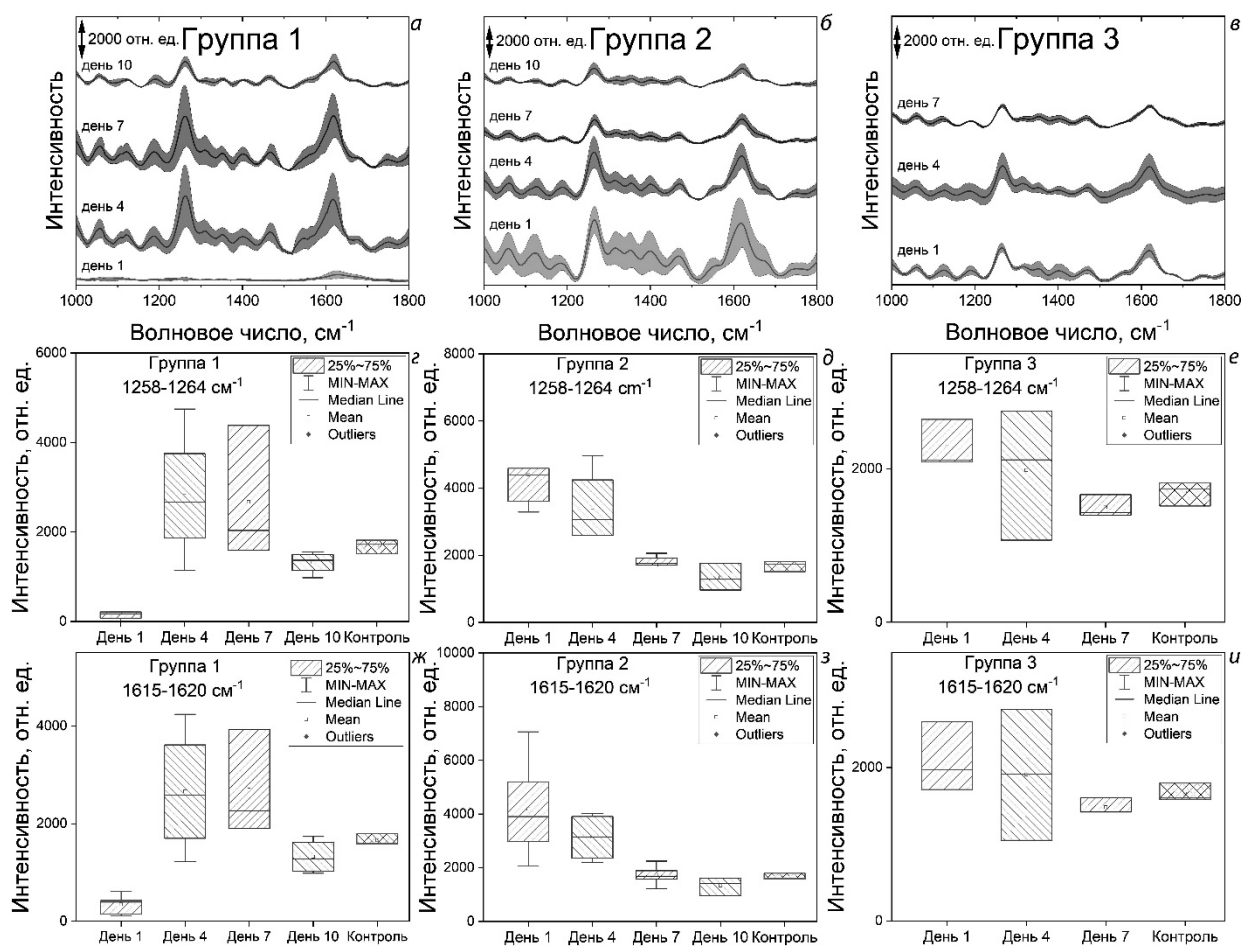 а
2000 отн. ед.
Группа 1
Интенсивность
день 10
день 7
день 4
день 1
1000 1200 1400 1600 1800
б
2000 отн. ед.
Группа 2
Интенсивность
день 10
день 7
день 4
день 1
1000 1200 1400 1600 1800
в
2000 отн. ед.
Группа 3
Интенсивность
день 7
день 4
день 1
1000 1200 1400 1600 1800
Волновое число, см⁻¹
Волновое число, см⁻¹
Волновое число, см⁻¹
г
Группа 1
1258-1264 см⁻¹
25%~75%
MIN-MAX
Median Line
Mean
Outliers
Интенсивность, отн. ед.
6000
4000
2000
0
День 1 День 4 День 7 День 10 Контроль
д
Группа 2
1258-1264 cm⁻¹
25%~75%
MIN-MAX
Median Line
Mean
Outliers
Интенсивность, отн. ед.
8000
6000
4000
2000
0
День 1 День 4 День 7 День 10 Контроль
е
Группа 3
1258-1264 см⁻¹
25%~75%
MIN-MAX
Median Line
Mean
Outliers
Интенсивность, отн. ед.
2000
0
День 1 День 4 День 7 Контроль
ж
Группа 1
1615-1620 см⁻¹
25%~75%
MIN-MAX
Median Line
Mean
Outliers
Интенсивность, отн. ед.
4000
2000
0
День 1 День 4 День 7 День 10 Контроль
з
Группа 2
1615-1620 см⁻¹
25%~75%
MIN-MAX
Median Line
Mean
Outliers
Интенсивность, отн. ед.
10000
8000
6000
4000
2000
0
День 1 День 4 День 7 День 10 Контроль
и
Группа 3
1615-1620 см⁻¹
25%~75%
MIN-MAX
Median Line
Mean
Outliers
Интенсивность, отн. ед.
2000
0
День 1 День 4 День 7 Контроль